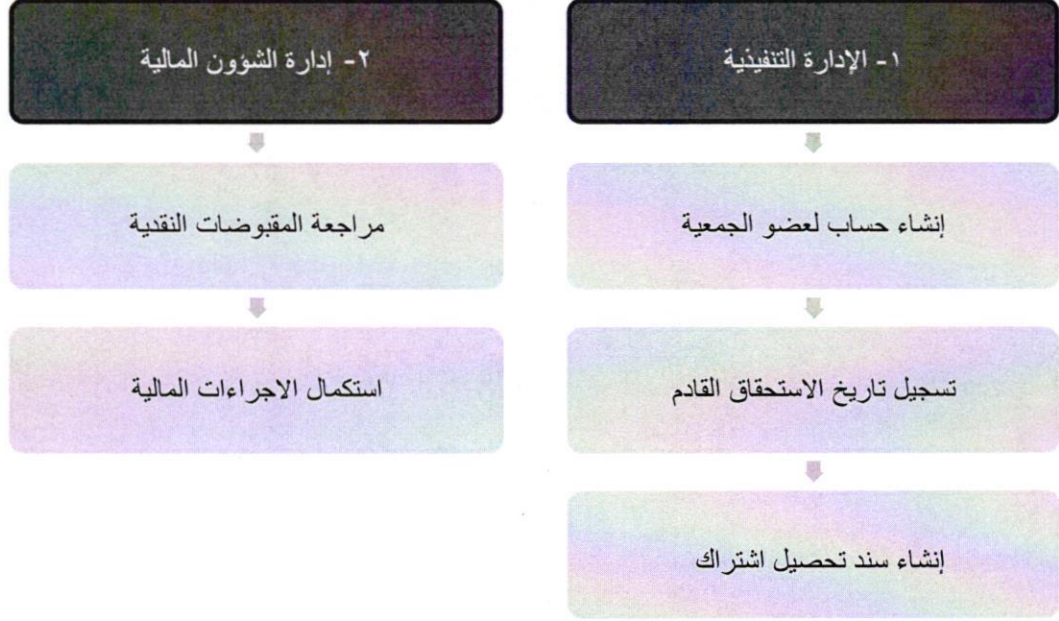 ١- الإدارة التنفيذية
إنشاء حساب لعضو الجمعية
تسجيل تاريخ الاستحقاق القادم
إنشاء سند تحصيل اشتراك
٢- إدارة الشؤون المالية
مراجعة المقبوضات النقدية
استكمال الاجراءات المالية